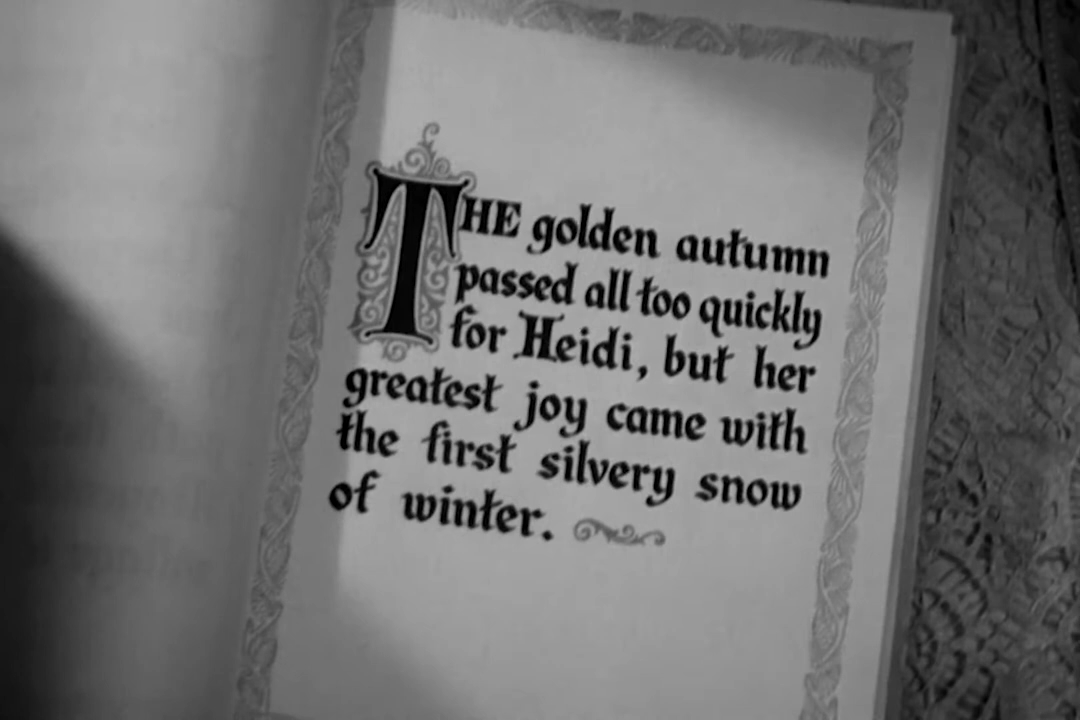 THE golden autumn
passed all too quickly
for Heidi, but her
greatest joy came with
the first silvery snow
of winter.